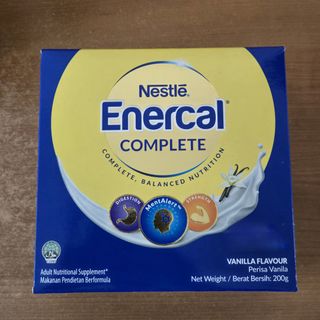 Nestlé
Enercal®
COMPLETE
COMPLETE, BALANCED NUTRITION
DIGESTION
MentAlert™
STRENGTH
VANILLA FLAVOUR
Perisa Vanila
Adult Nutritional Supplement*
Net Weight / Berat Bersih: 200g
Makanan Pendietan Berformula